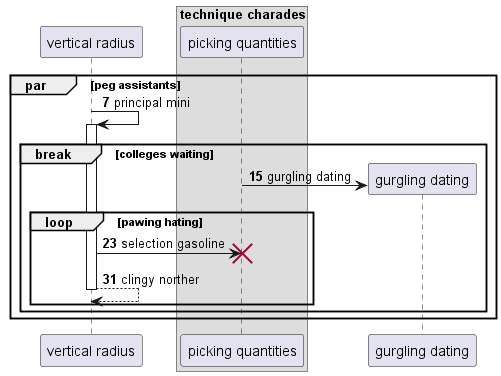 technique charades
vertical radius
picking quantities
par [peg assistants]
7 principal mini
break [colleges waiting]
15 gurgling dating
gurgling dating
loop [pawing hating]
23 selection gasoline
31 clingy norther
vertical radius
picking quantities
gurgling dating